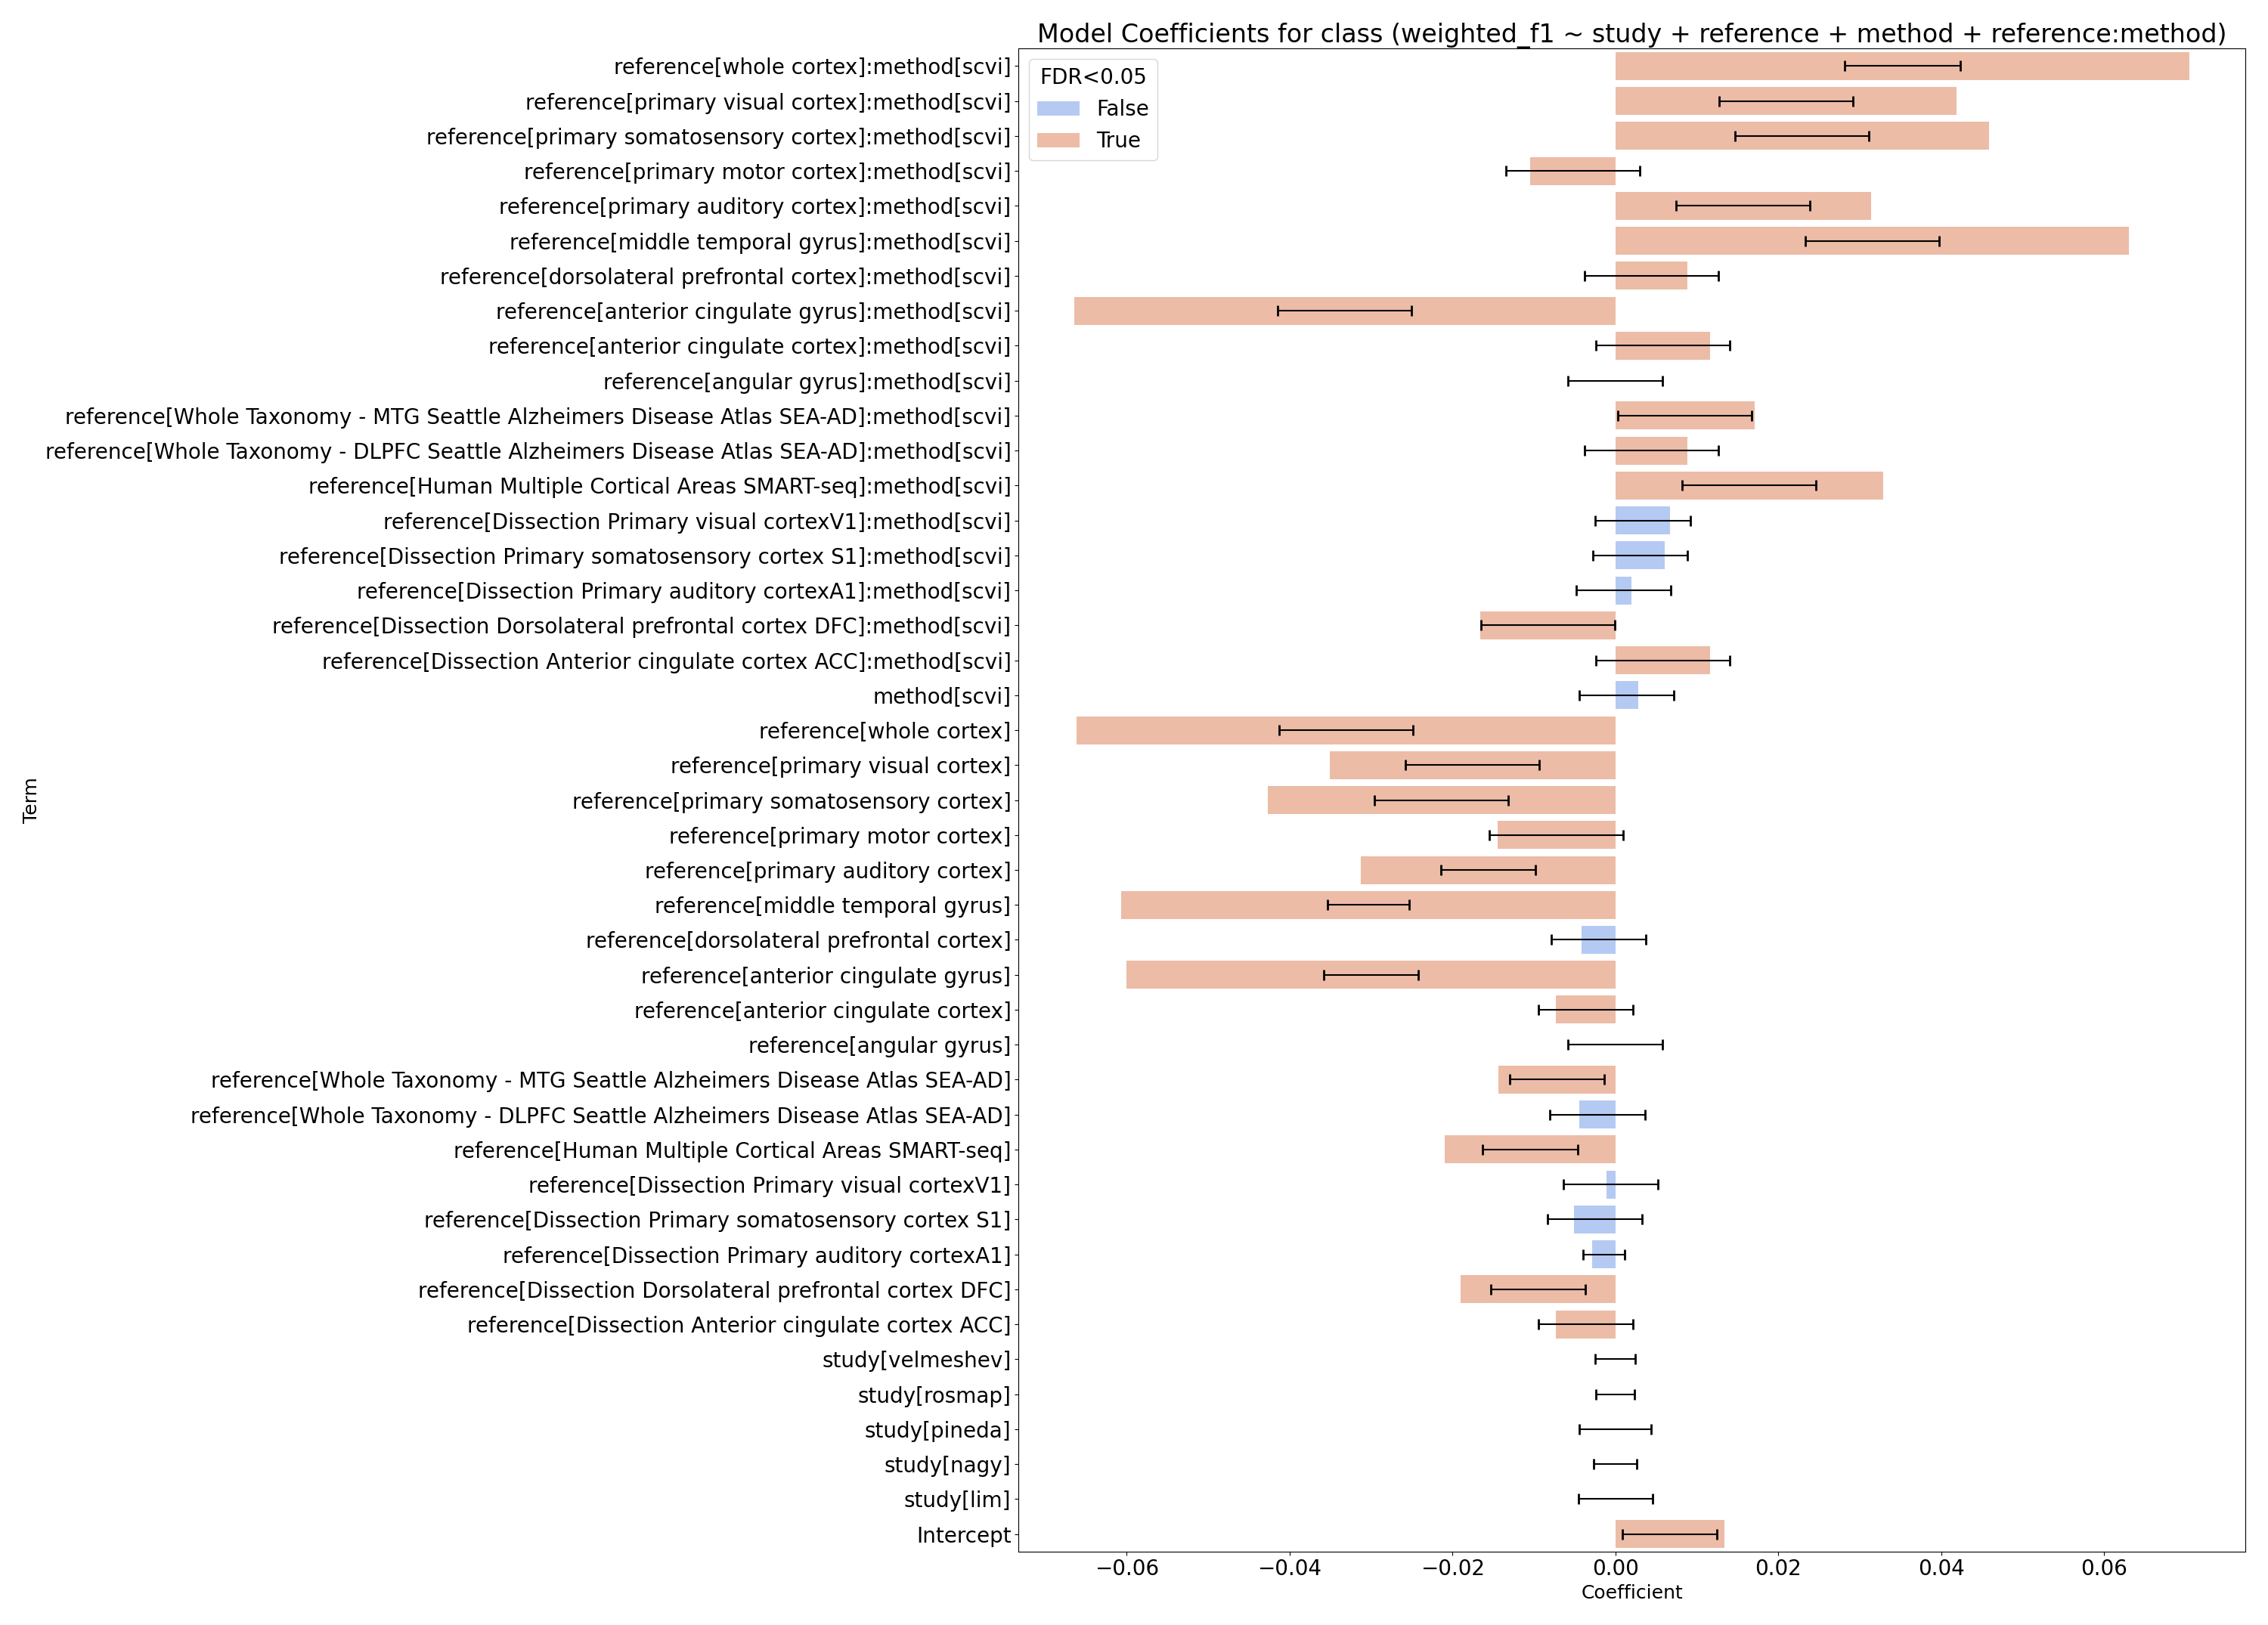 Model Coefficients for class (weighted_f1 ~ study + reference + method + reference:method)
FDR<0.05
False
True
reference[whole cortex]:method[scvi]
reference[primary visual cortex]:method[scvi]
reference[primary somatosensory cortex]:method[scvi]
reference[primary motor cortex]:method[scvi]
reference[primary auditory cortex]:method[scvi]
reference[middle temporal gyrus]:method[scvi]
reference[dorsolateral prefrontal cortex]:method[scvi]
reference[anterior cingulate gyrus]:method[scvi]
reference[anterior cingulate cortex]:method[scvi]
reference[angular gyrus]:method[scvi]
reference[Whole Taxonomy - MTG Seattle Alzheimers Disease Atlas SEA-AD]:method[scvi]
reference[Whole Taxonomy - DLPFC Seattle Alzheimers Disease Atlas SEA-AD]:method[scvi]
reference[Human Multiple Cortical Areas SMART-seq]:method[scvi]
reference[Dissection Primary visual cortexV1]:method[scvi]
reference[Dissection Primary somatosensory cortex S1]:method[scvi]
reference[Dissection Primary auditory cortexA1]:method[scvi]
reference[Dissection Dorsolateral prefrontal cortex DFC]:method[scvi]
reference[Dissection Anterior cingulate cortex ACC]:method[scvi]
method[scvi]
reference[whole cortex]
reference[primary visual cortex]
reference[primary somatosensory cortex]
reference[primary motor cortex]
reference[primary auditory cortex]
reference[middle temporal gyrus]
reference[dorsolateral prefrontal cortex]
reference[anterior cingulate gyrus]
reference[anterior cingulate cortex]
reference[angular gyrus]
reference[Whole Taxonomy - MTG Seattle Alzheimers Disease Atlas SEA-AD]
reference[Whole Taxonomy - DLPFC Seattle Alzheimers Disease Atlas SEA-AD]
reference[Human Multiple Cortical Areas SMART-seq]
reference[Dissection Primary visual cortexV1]
reference[Dissection Primary somatosensory cortex S1]
reference[Dissection Primary auditory cortexA1]
reference[Dissection Dorsolateral prefrontal cortex DFC]
reference[Dissection Anterior cingulate cortex ACC]
study[velmeshev]
study[rosmap]
study[pineda]
study[nagy]
study[lim]
Intercept
Term
−0.06 −0.04 −0.02 0.00 0.02 0.04 0.06
Coefficient